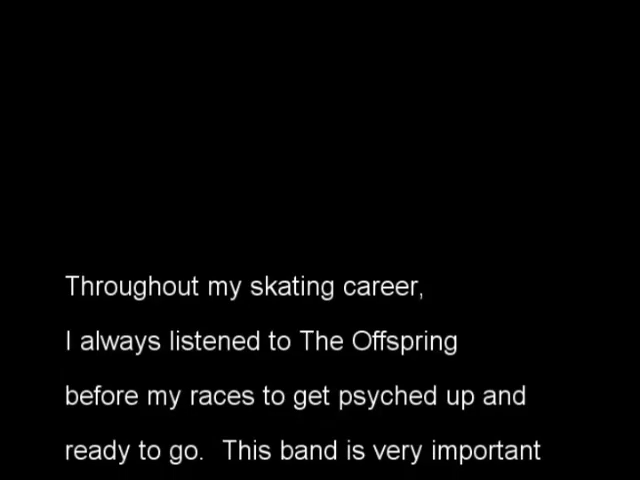 Throughout my skating career,
I always listened to The Offspring
before my races to get psyched up and
ready to go.  This band is very important